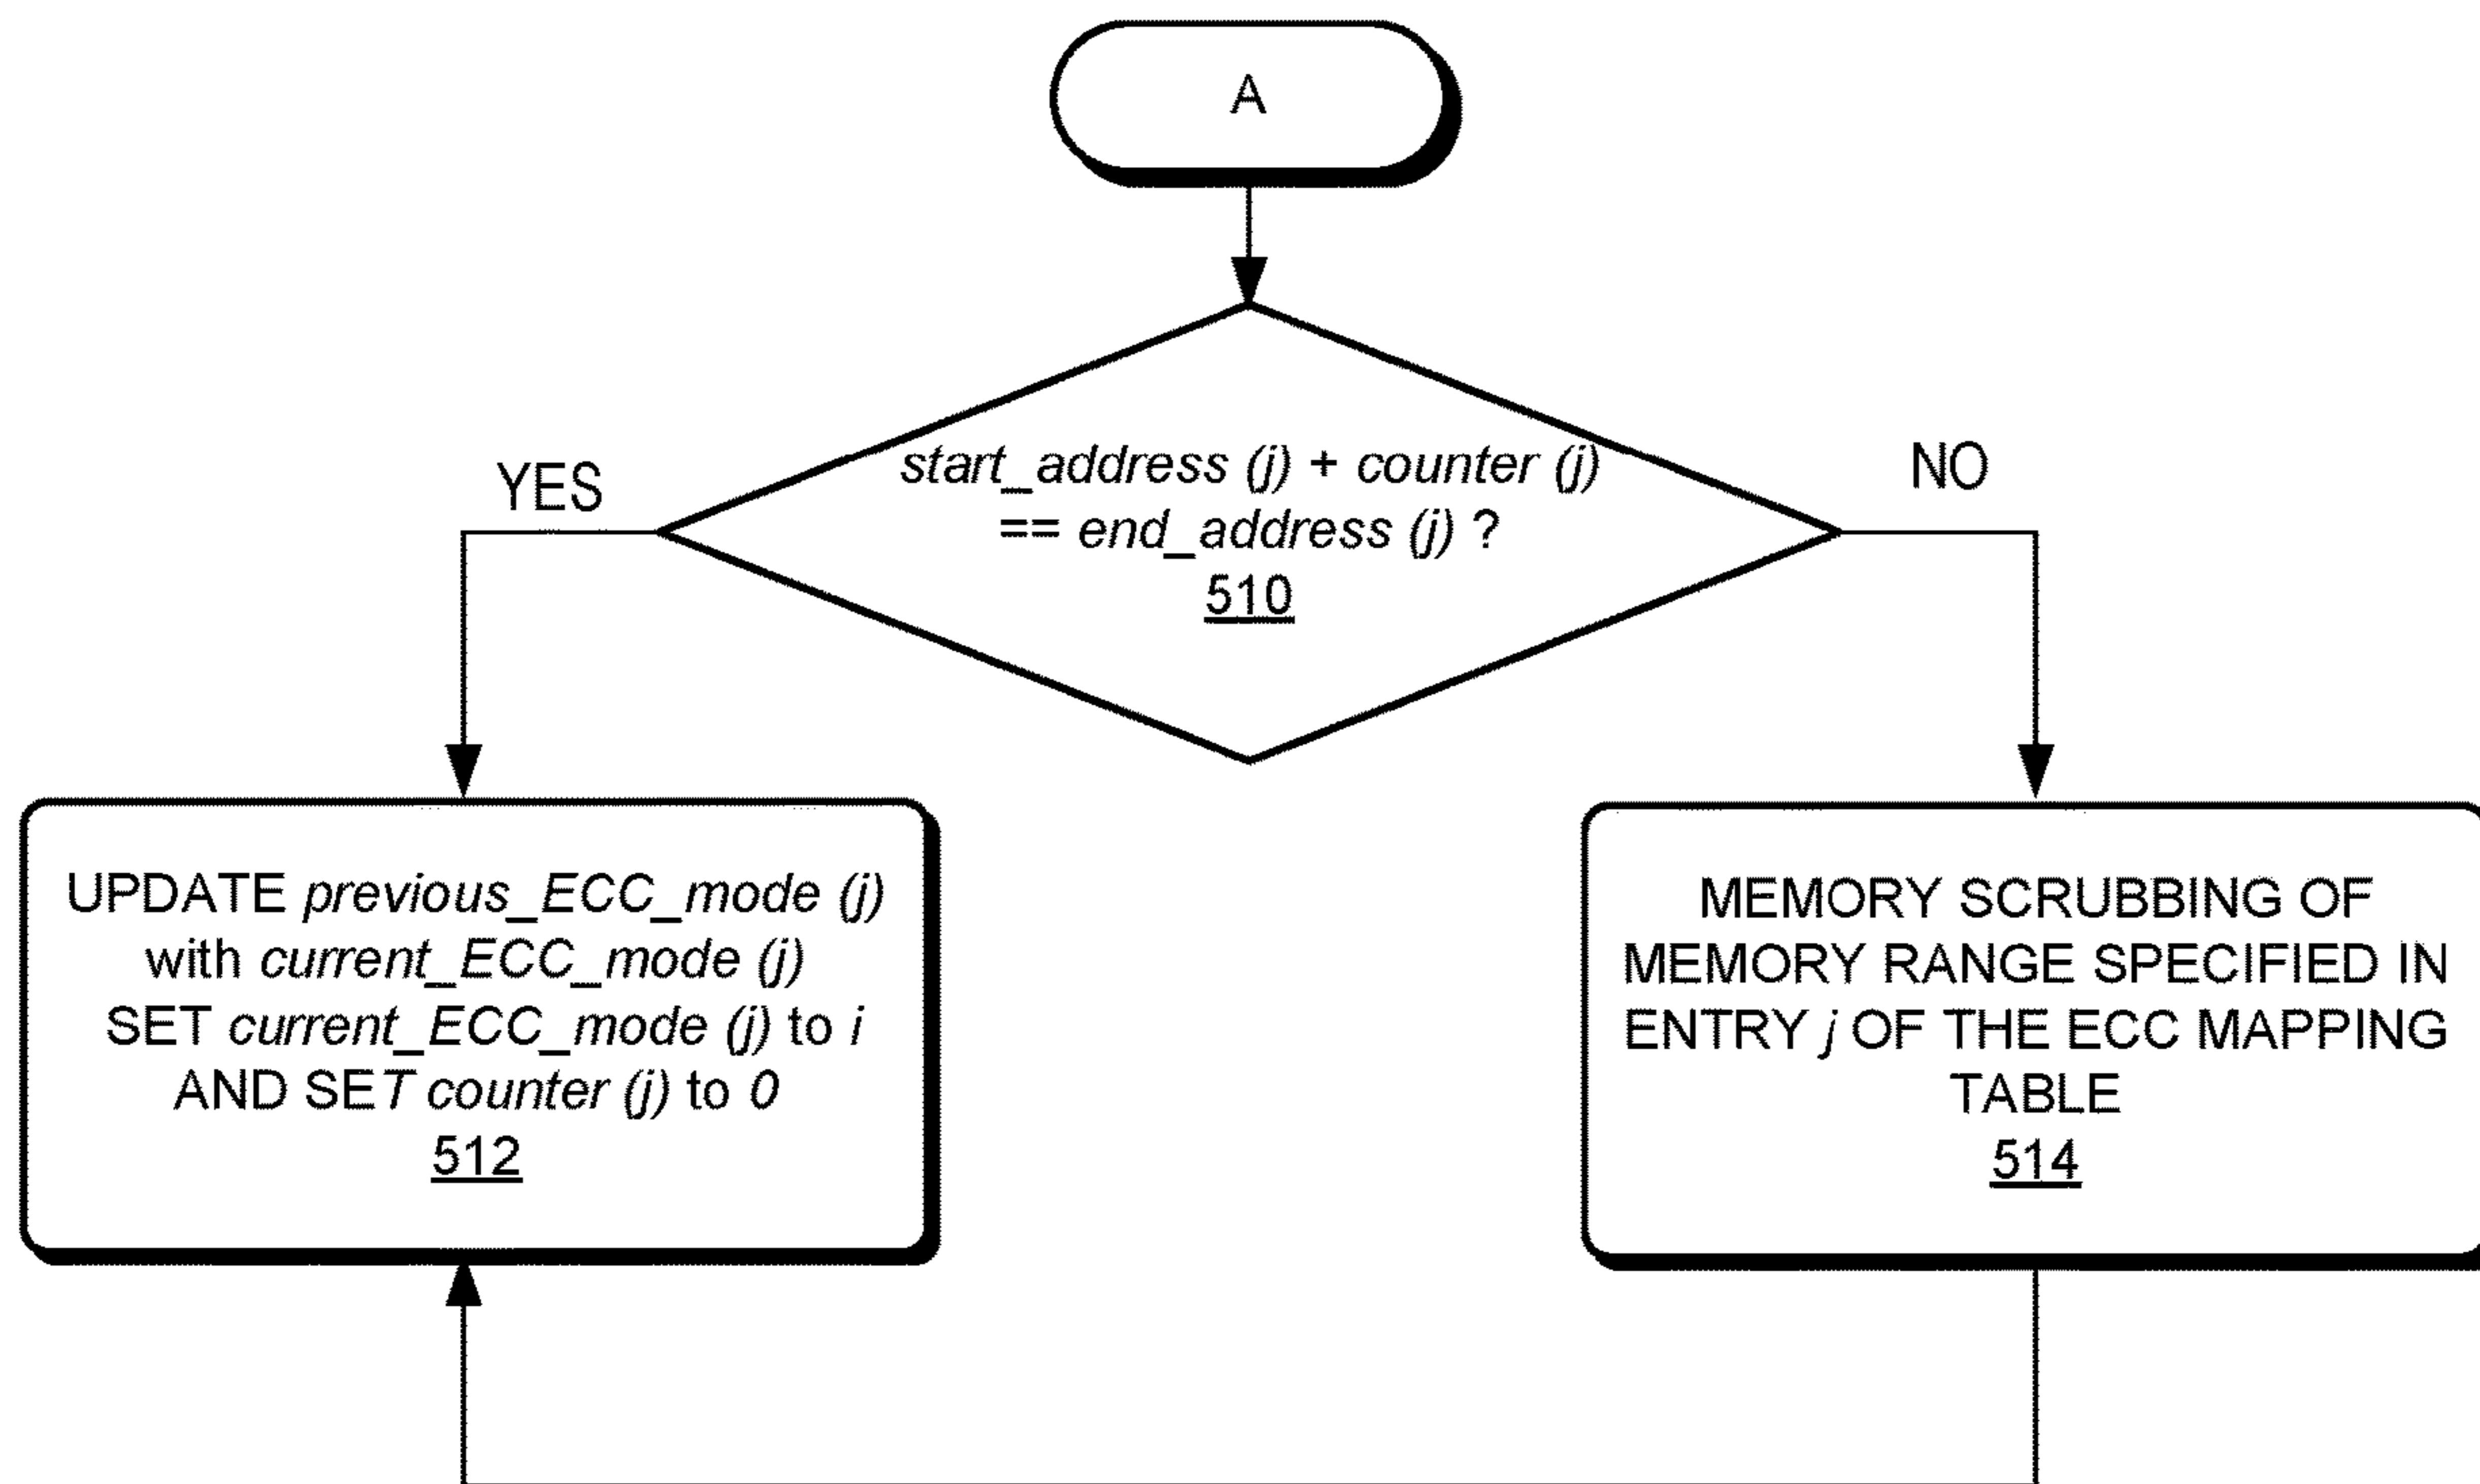 A
start_address (j) + counter (j)
== end_address (j) ?
510
YES
NO
UPDATE previous_ECC_mode (j)
with current_ECC_mode (j)
SET current_ECC_mode (j) to i
AND SET counter (j) to 0
512
MEMORY SCRUBBING OF
MEMORY RANGE SPECIFIED IN
ENTRY j OF THE ECC MAPPING
TABLE
514